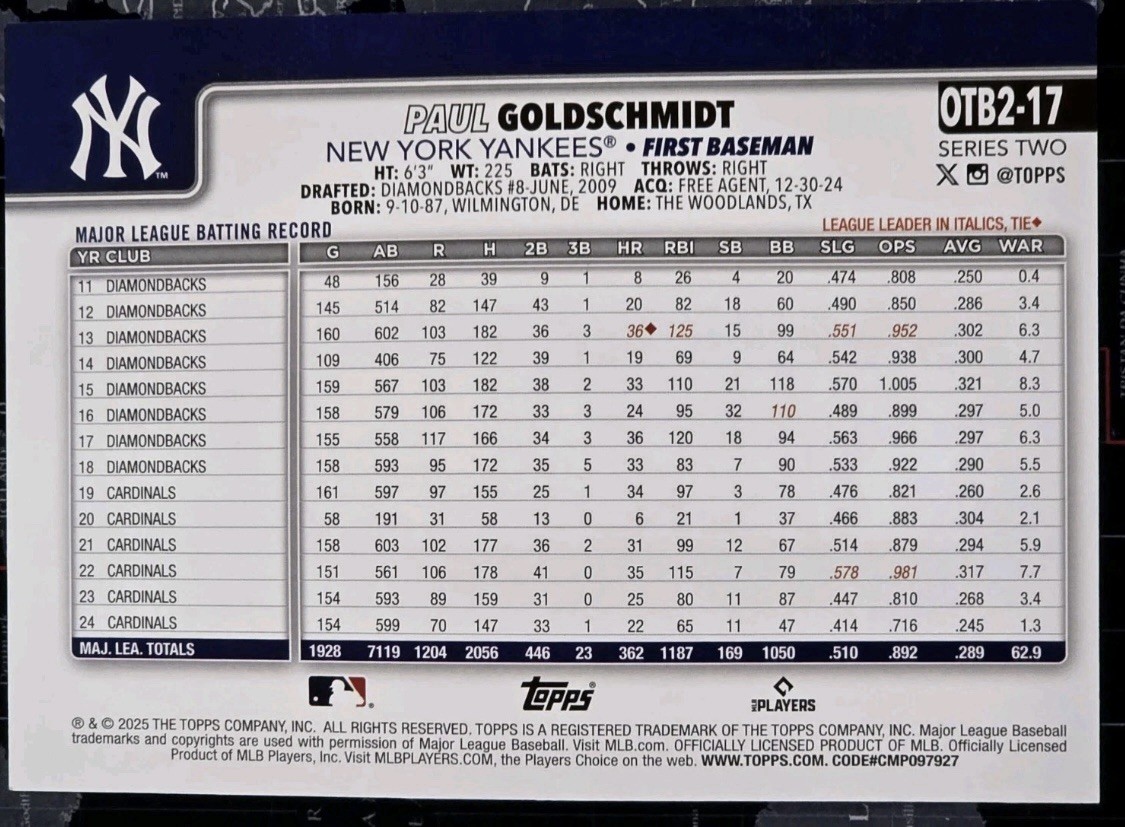 NY
TM
PAUL GOLDSCHMIDT
OTB2-17
NEW YORK YANKEES® • FIRST BASEMAN
SERIES TWO
HT: 6'3" WT: 225 BATS: RIGHT THROWS: RIGHT
@TOPPS
DRAFTED: DIAMONDBACKS #8-JUNE, 2009 ACQ: FREE AGENT, 12-30-24
BORN: 9-10-87, WILMINGTON, DE HOME: THE WOODLANDS, TX
MAJOR LEAGUE BATTING RECORD
LEAGUE LEADER IN ITALICS, TIE◆
YR CLUB G AB R H 2B 3B HR RBI SB BB SLG OPS AVG WAR
11 DIAMONDBACKS 48 156 28 39 9 1 8 26 4 20 .474 .808 .250 0.4
12 DIAMONDBACKS 145 514 82 147 43 1 20 82 18 60 .490 .850 .286 3.4
13 DIAMONDBACKS 160 602 103 182 36 3 36◆ 125 15 99 .551 .952 .302 6.3
14 DIAMONDBACKS 109 406 75 122 39 1 19 69 9 64 .542 .938 .300 4.7
15 DIAMONDBACKS 159 567 103 182 38 2 33 110 21 118 .570 1.005 .321 8.3
16 DIAMONDBACKS 158 579 106 172 33 3 24 95 32 110 .489 .899 .297 5.0
17 DIAMONDBACKS 155 558 117 166 34 3 36 120 18 94 .563 .966 .297 6.3
18 DIAMONDBACKS 158 593 95 172 35 5 33 83 7 90 .533 .922 .290 5.5
19 CARDINALS 161 597 97 155 25 1 34 97 3 78 .476 .821 .260 2.6
20 CARDINALS 58 191 31 58 13 0 6 21 1 37 .466 .883 .304 2.1
21 CARDINALS 158 603 102 177 36 2 31 99 12 67 .514 .879 .294 5.9
22 CARDINALS 151 561 106 178 41 0 35 115 7 79 .578 .981 .317 7.7
23 CARDINALS 154 593 89 159 31 0 25 80 11 87 .447 .810 .268 3.4
24 CARDINALS 154 599 70 147 33 1 22 65 11 47 .414 .716 .245 1.3
MAJ. LEA. TOTALS 1928 7119 1204 2056 446 23 362 1187 169 1050 .510 .892 .289 62.9
topps®
MLB PLAYERS
® & © 2025 THE TOPPS COMPANY, INC. ALL RIGHTS RESERVED. TOPPS IS A REGISTERED TRADEMARK OF THE TOPPS COMPANY, INC. Major League Baseball
trademarks and copyrights are used with permission of Major League Baseball. Visit MLB.com. OFFICIALLY LICENSED PRODUCT OF MLB. Officially Licensed
Product of MLB Players, Inc. Visit MLBPLAYERS.COM, the Players Choice on the web. WWW.TOPPS.COM. CODE#CMP097927